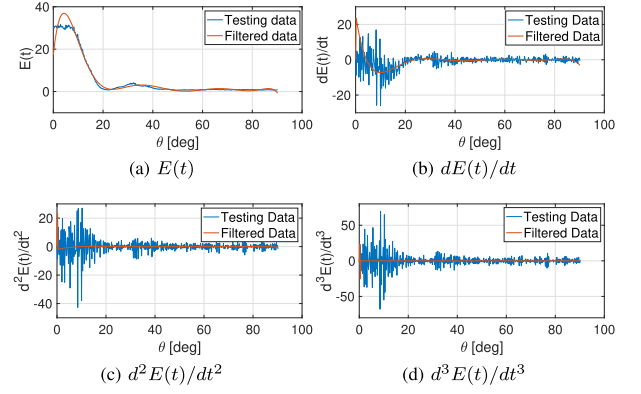 40
20
0
E(t)
Testing data
Filtered data
0 20 40 60 80 100
θ [deg]
(a) E(t)
20
0
-20
dE(t)/dt
Testing data
Filtered data
0 20 40 60 80 100
θ [deg]
(b) dE(t)/dt
20
0
-20
-40
d²E(t)/dt²
Testing Data
Filtered Data
0 20 40 60 80 100
θ [deg]
(c) d²E(t)/dt²
50
0
-50
d³E(t)/dt³
Testing Data
Filtered Data
0 20 40 60 80 100
θ [deg]
(d) d³E(t)/dt³